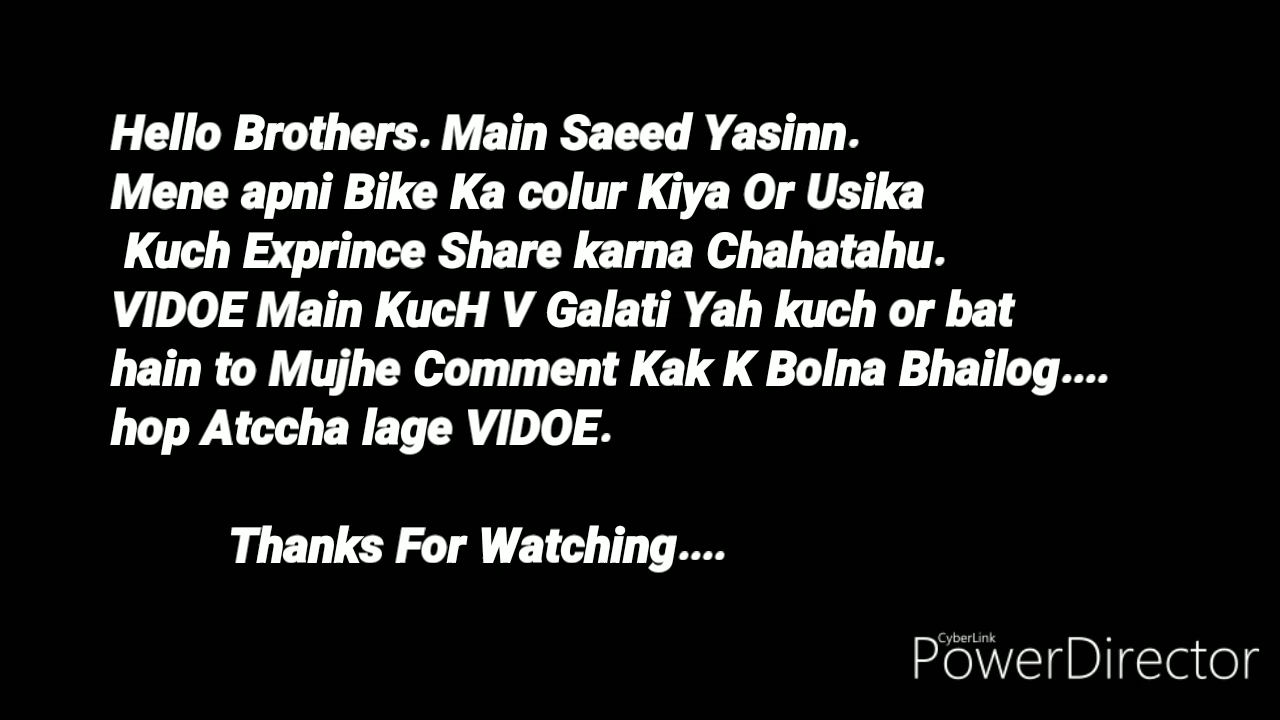 Hello Brothers. Main Saeed Yasinn.
Mene apni Bike Ka colur Kiya Or Usika
Kuch Exprince Share karna Chahatahu.
VIDOE Main KucH V Galati Yah kuch or bat
hain to Mujhe Comment Kak K Bolna Bhailog....
hop Atccha lage VIDOE.
Thanks For Watching....
CyberLink
PowerDirector